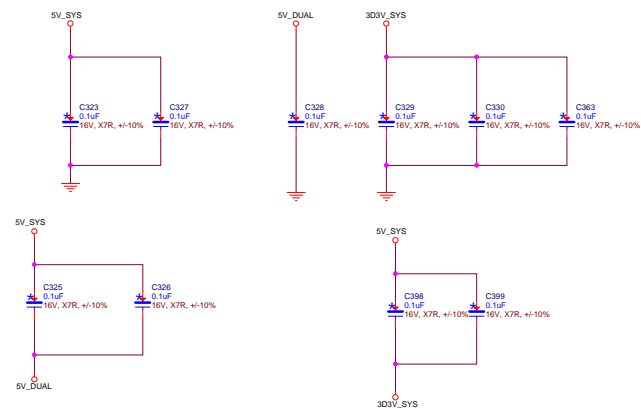 5V_SYS
5V_DUAL
3D3V_SYS
C323
0.1uF
16V, X7R, +/-10%
C327
0.1uF
16V, X7R, +/-10%
C328
0.1uF
16V, X7R, +/-10%
C329
0.1uF
16V, X7R, +/-10%
C330
0.1uF
16V, X7R, +/-10%
C363
0.1uF
16V, X7R, +/-10%
5V_SYS
C325
0.1uF
16V, X7R, +/-10%
C326
0.1uF
16V, X7R, +/-10%
5V_DUAL
5V_SYS
C398
0.1uF
16V, X7R, +/-10%
C399
0.1uF
16V, X7R, +/-10%
3D3V_SYS